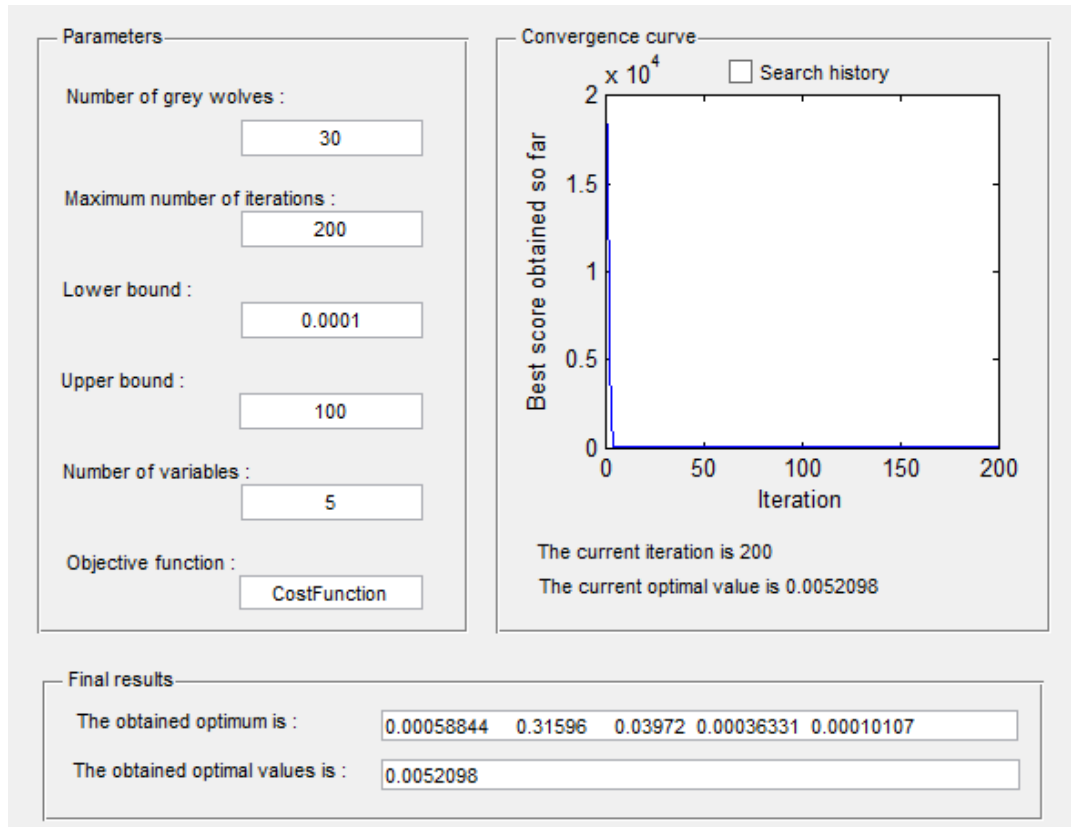 Parameters
Number of grey wolves :
30
Maximum number of iterations :
200
Lower bound :
0.0001
Upper bound :
100
Number of variables :
5
Objective function :
CostFunction
Convergence curve
x 10^4
Search history
2
1.5
1
0.5
0
Best score obtained so far
0 50 100 150 200
Iteration
The current iteration is 200
The current optimal value is 0.0052098
Final results
The obtained optimum is : 0.00058844 0.31596 0.03972 0.00036331 0.00010107
The obtained optimal values is : 0.0052098